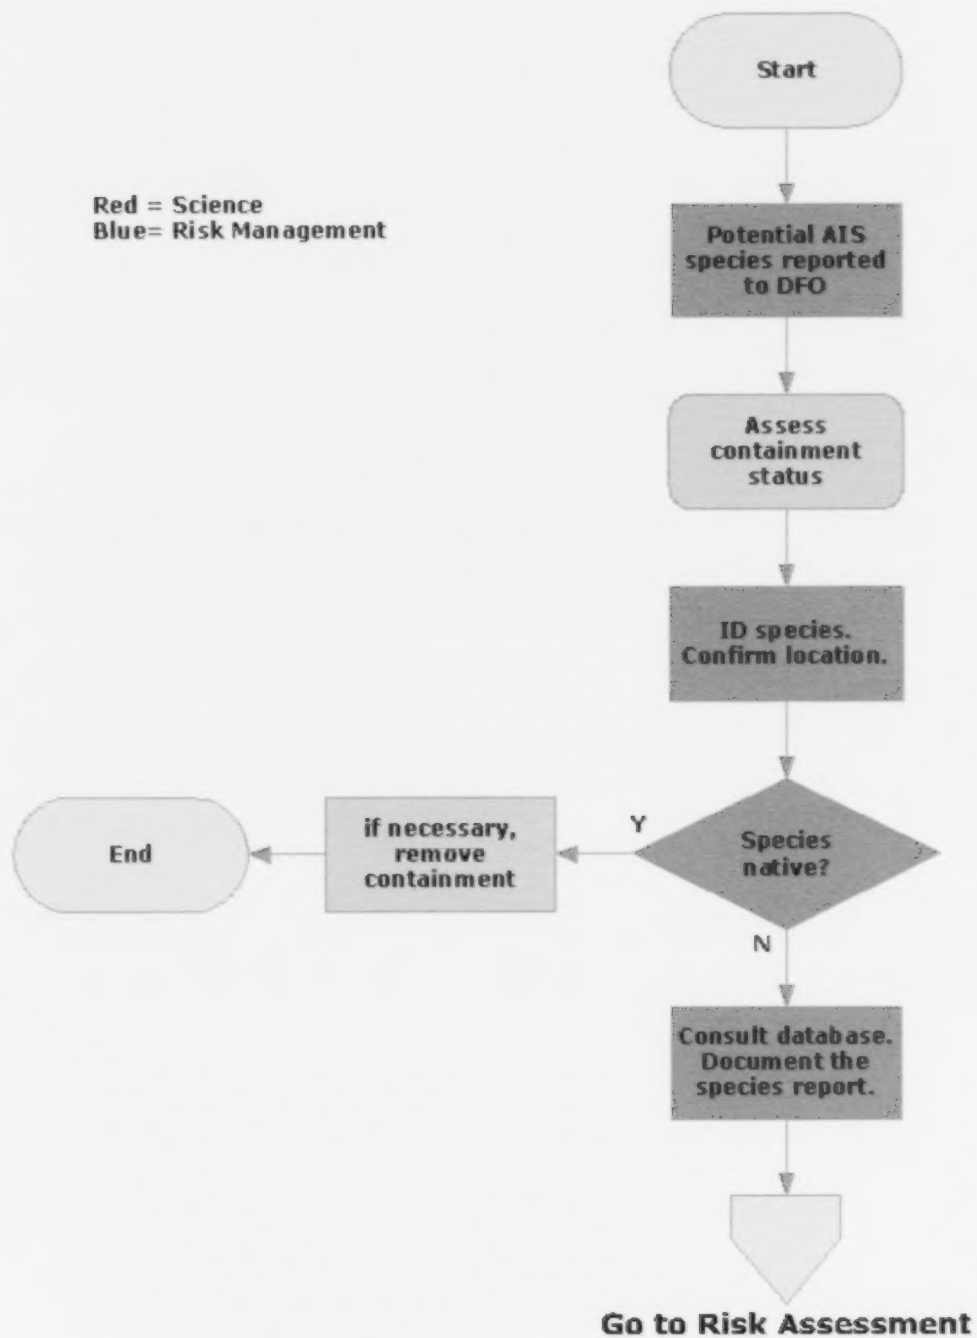 Start
Red = Science
Blue= Risk Management
Potential AIS
species reported
to DFO
Assess
containment
status
ID species.
Confirm location.
Y
Species
native?
if necessary,
remove
containment
End
N
Consult database.
Document the
species report.
Go to Risk Assessment